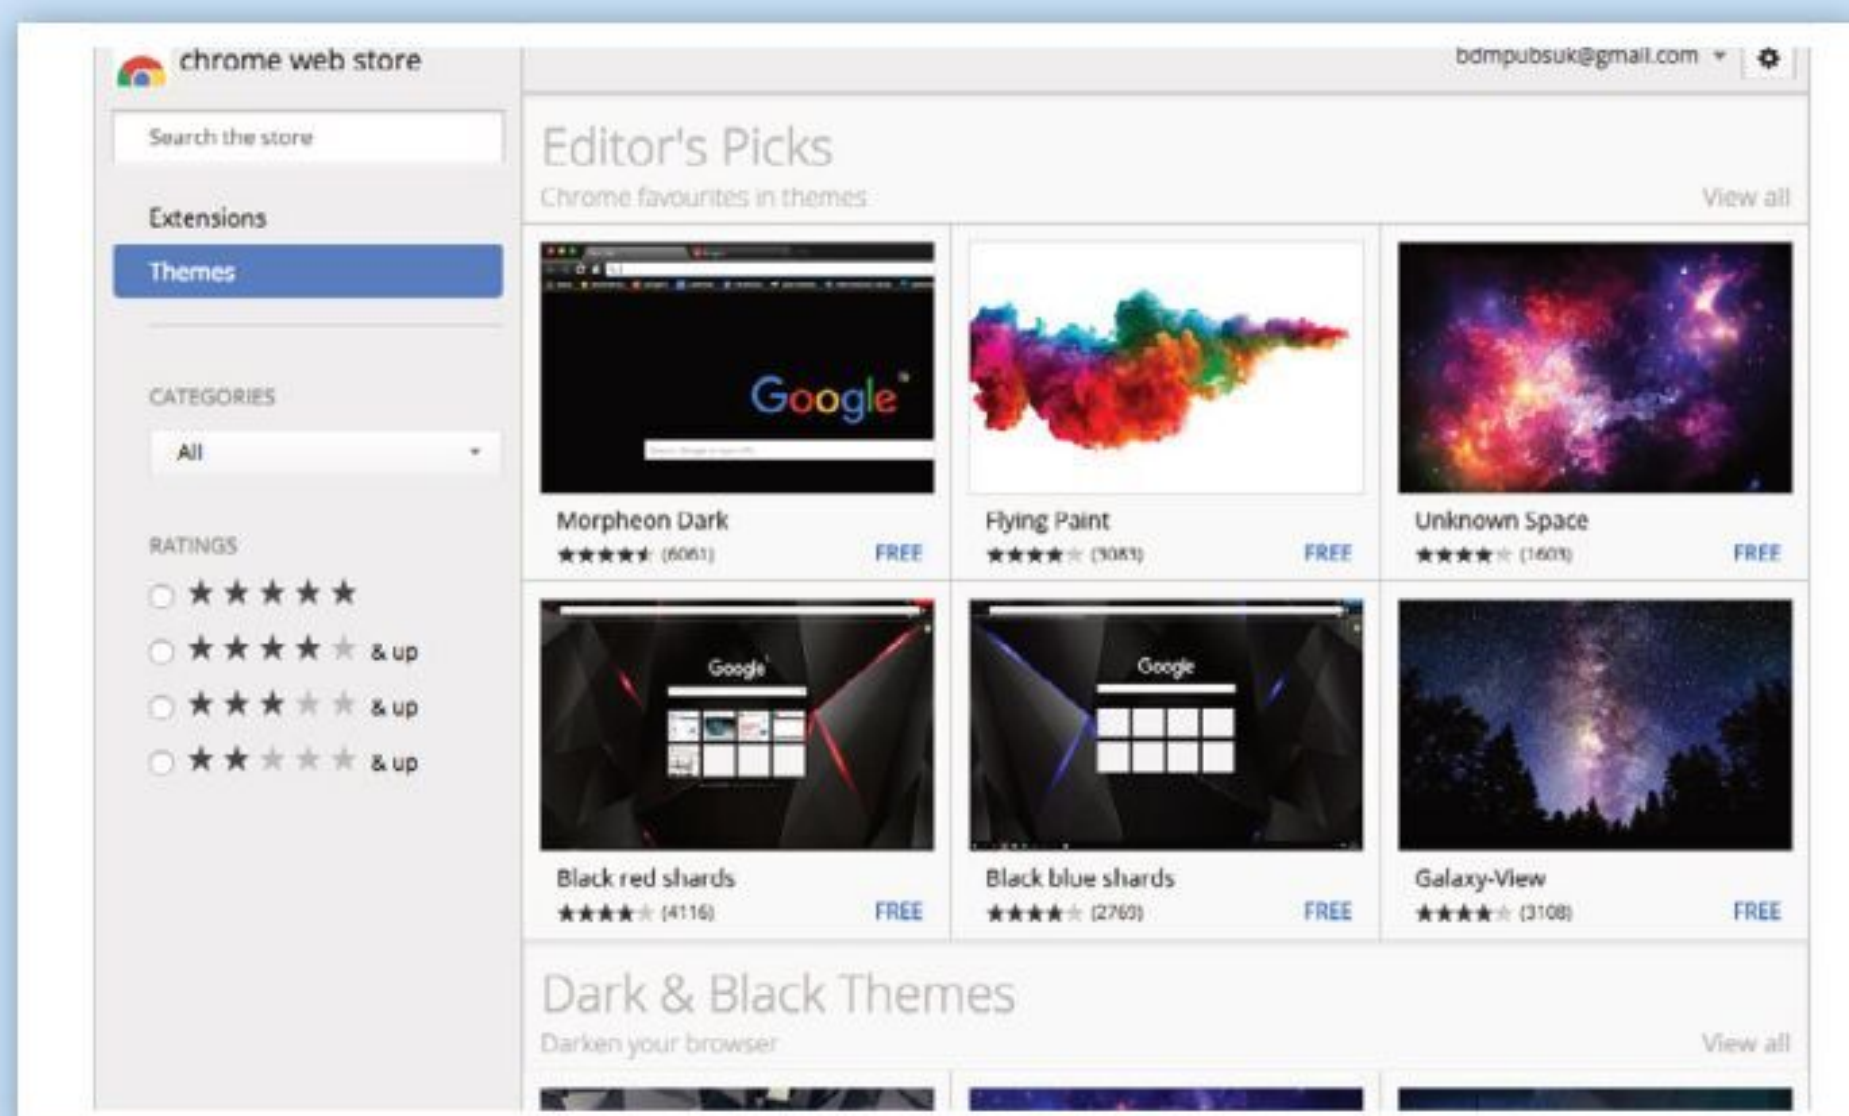 chrome web store
bdmpubsuk@gmail.com
Search the store
Extensions
Themes
CATEGORIES
All
RATINGS
& up
& up
& up
Editor's Picks
Chrome favourites in themes
View all
Google
Morpheon Dark
(6061)
FREE
Flying Paint
(3083)
FREE
Unknown Space
(1603)
FREE
Google
Black red shards
(4116)
FREE
Google
Black blue shards
(2769)
FREE
Galaxy-View
(3108)
FREE
Dark & Black Themes
Darken your browser
View all